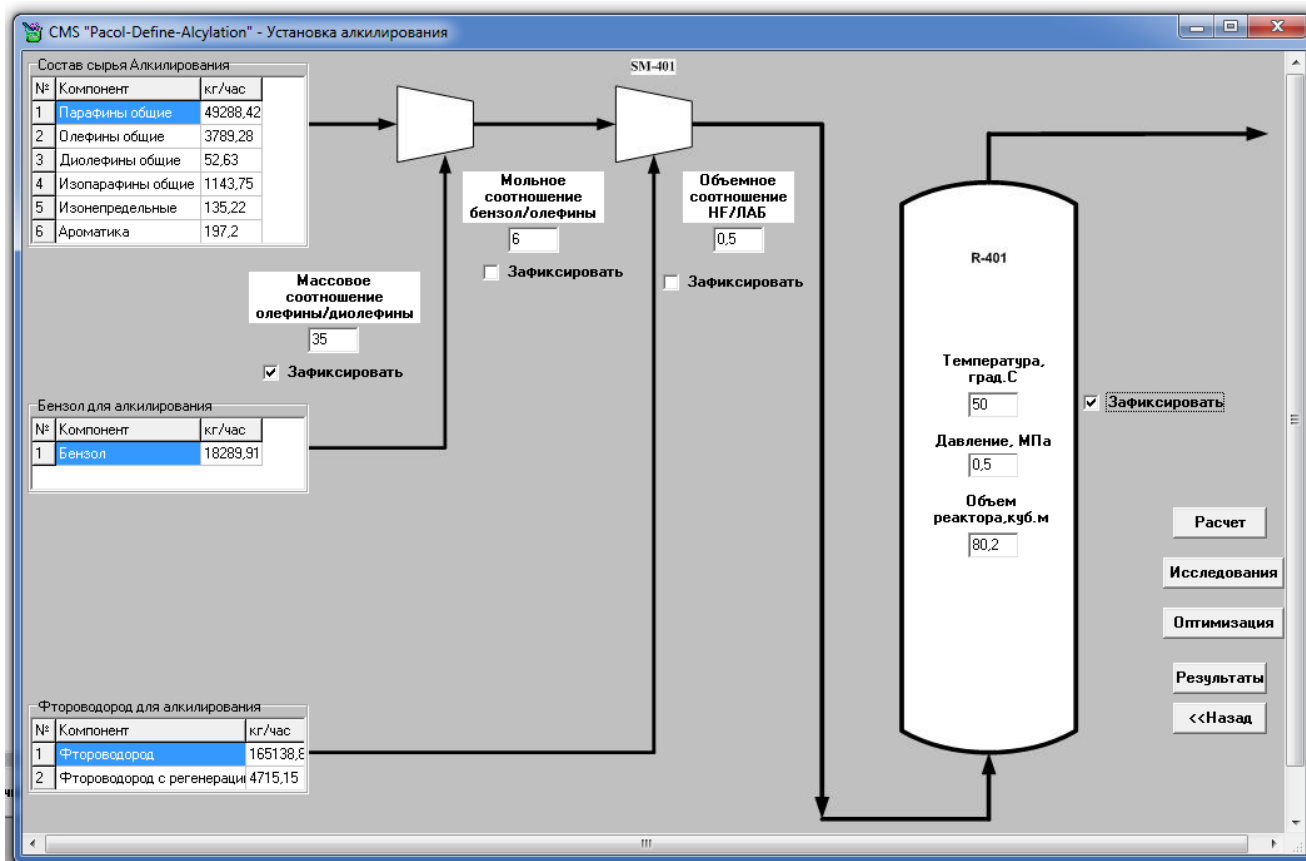 CMS "Pacol-Define-Alcylation" - Установка алкилирования
Состав сырья Алкилирования
№ Компонент кг/час
1 Парафины общие 49288,42
2 Олефины общие 3789,28
3 Диолефины общие 52,63
4 Изопарафины общие 1143,75
5 Изонепредельные 135,22
6 Ароматика 197,2
SM-401
Мольное
соотношение
бензол/олефины
6
Зафиксировать
Объемное
соотношение
HF/ЛАБ
0,5
Зафиксировать
Массовое
соотношение
олефины/диолефины
35
Зафиксировать
Бензол для алкилирования
№ Компонент кг/час
1 Бензол 18289,91
Фтороводород для алкилирования
№ Компонент кг/час
1 Фтороводород 165138,8
2 Фтороводород с регенераци 4715,15
R-401
Температура,
град.С
50
Зафиксировать
Давление, МПа
0,5
Объем
реактора,куб.м
80,2
Расчет
Исследования
Оптимизация
Результаты
<<Назад